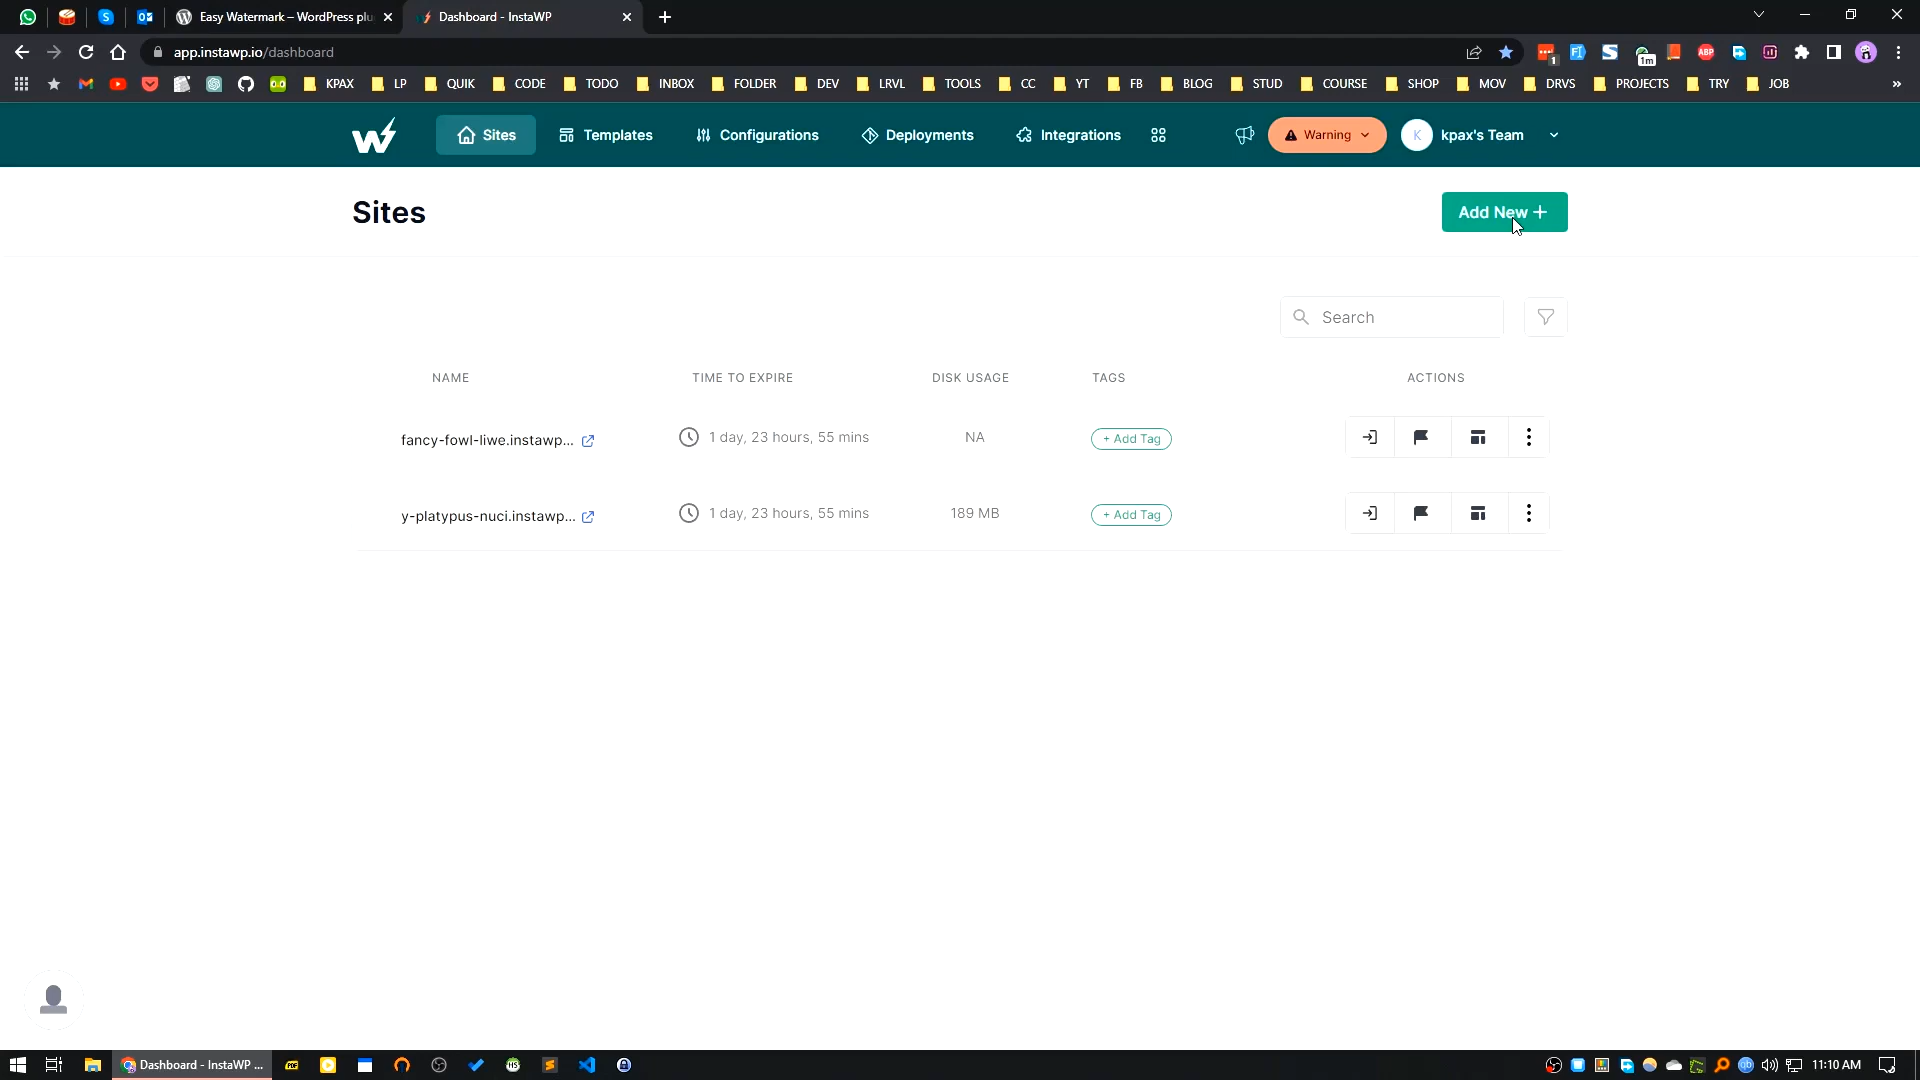 Easy Watermark – WordPress plu
Dashboard - InstaWP
app.instawp.io/dashboard
1
1m
ABP
KPAX
LP
QUIK
CODE
TODO
INBOX
FOLDER
DEV
LRVL
TOOLS
CC
YT
FB
BLOG
STUD
COURSE
SHOP
MOV
DRVS
PROJECTS
TRY
JOB
»
Sites
Templates
Configurations
Deployments
Integrations
Warning
K
kpax's Team
Sites
Add New +
Search
NAME
TIME TO EXPIRE
DISK USAGE
TAGS
ACTIONS
fancy-fowl-liwe.instawp...
1 day, 23 hours, 55 mins
NA
+ Add Tag
y-platypus-nuci.instawp...
1 day, 23 hours, 55 mins
189 MB
+ Add Tag
Dashboard - InstaWP ...
11:10 AM